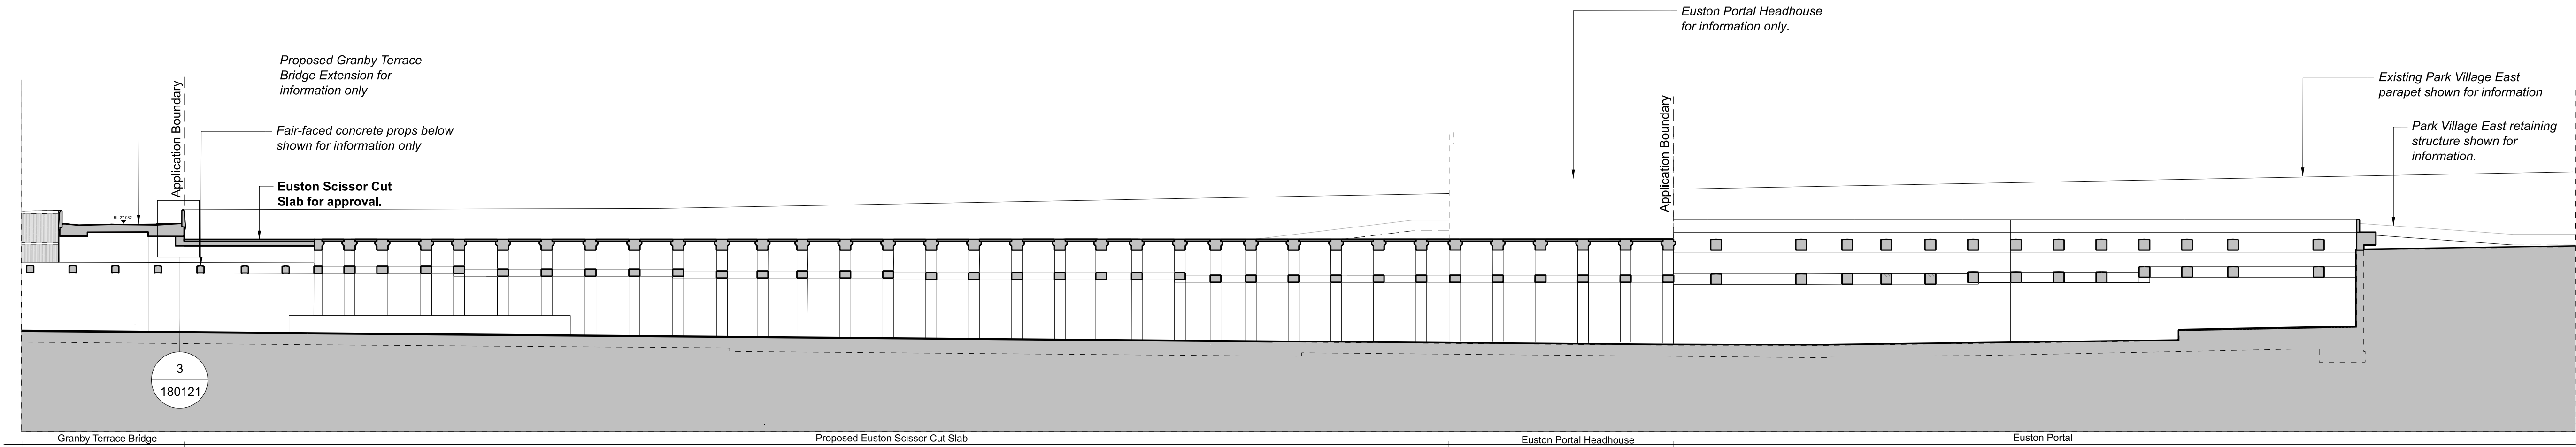 Euston Portal Headhouse
for information only.
Proposed Granby Terrace
Bridge Extension for
information only
Application Boundary
Fair-faced concrete props below
shown for information only
Euston Scissor Cut
Slab for approval.
RL 27.082
Application Boundary
Existing Park Village East
parapet shown for information
Park Village East retaining
structure shown for
information.
3
180121
Granby Terrace Bridge
Proposed Euston Scissor Cut Slab
Euston Portal Headhouse
Euston Portal